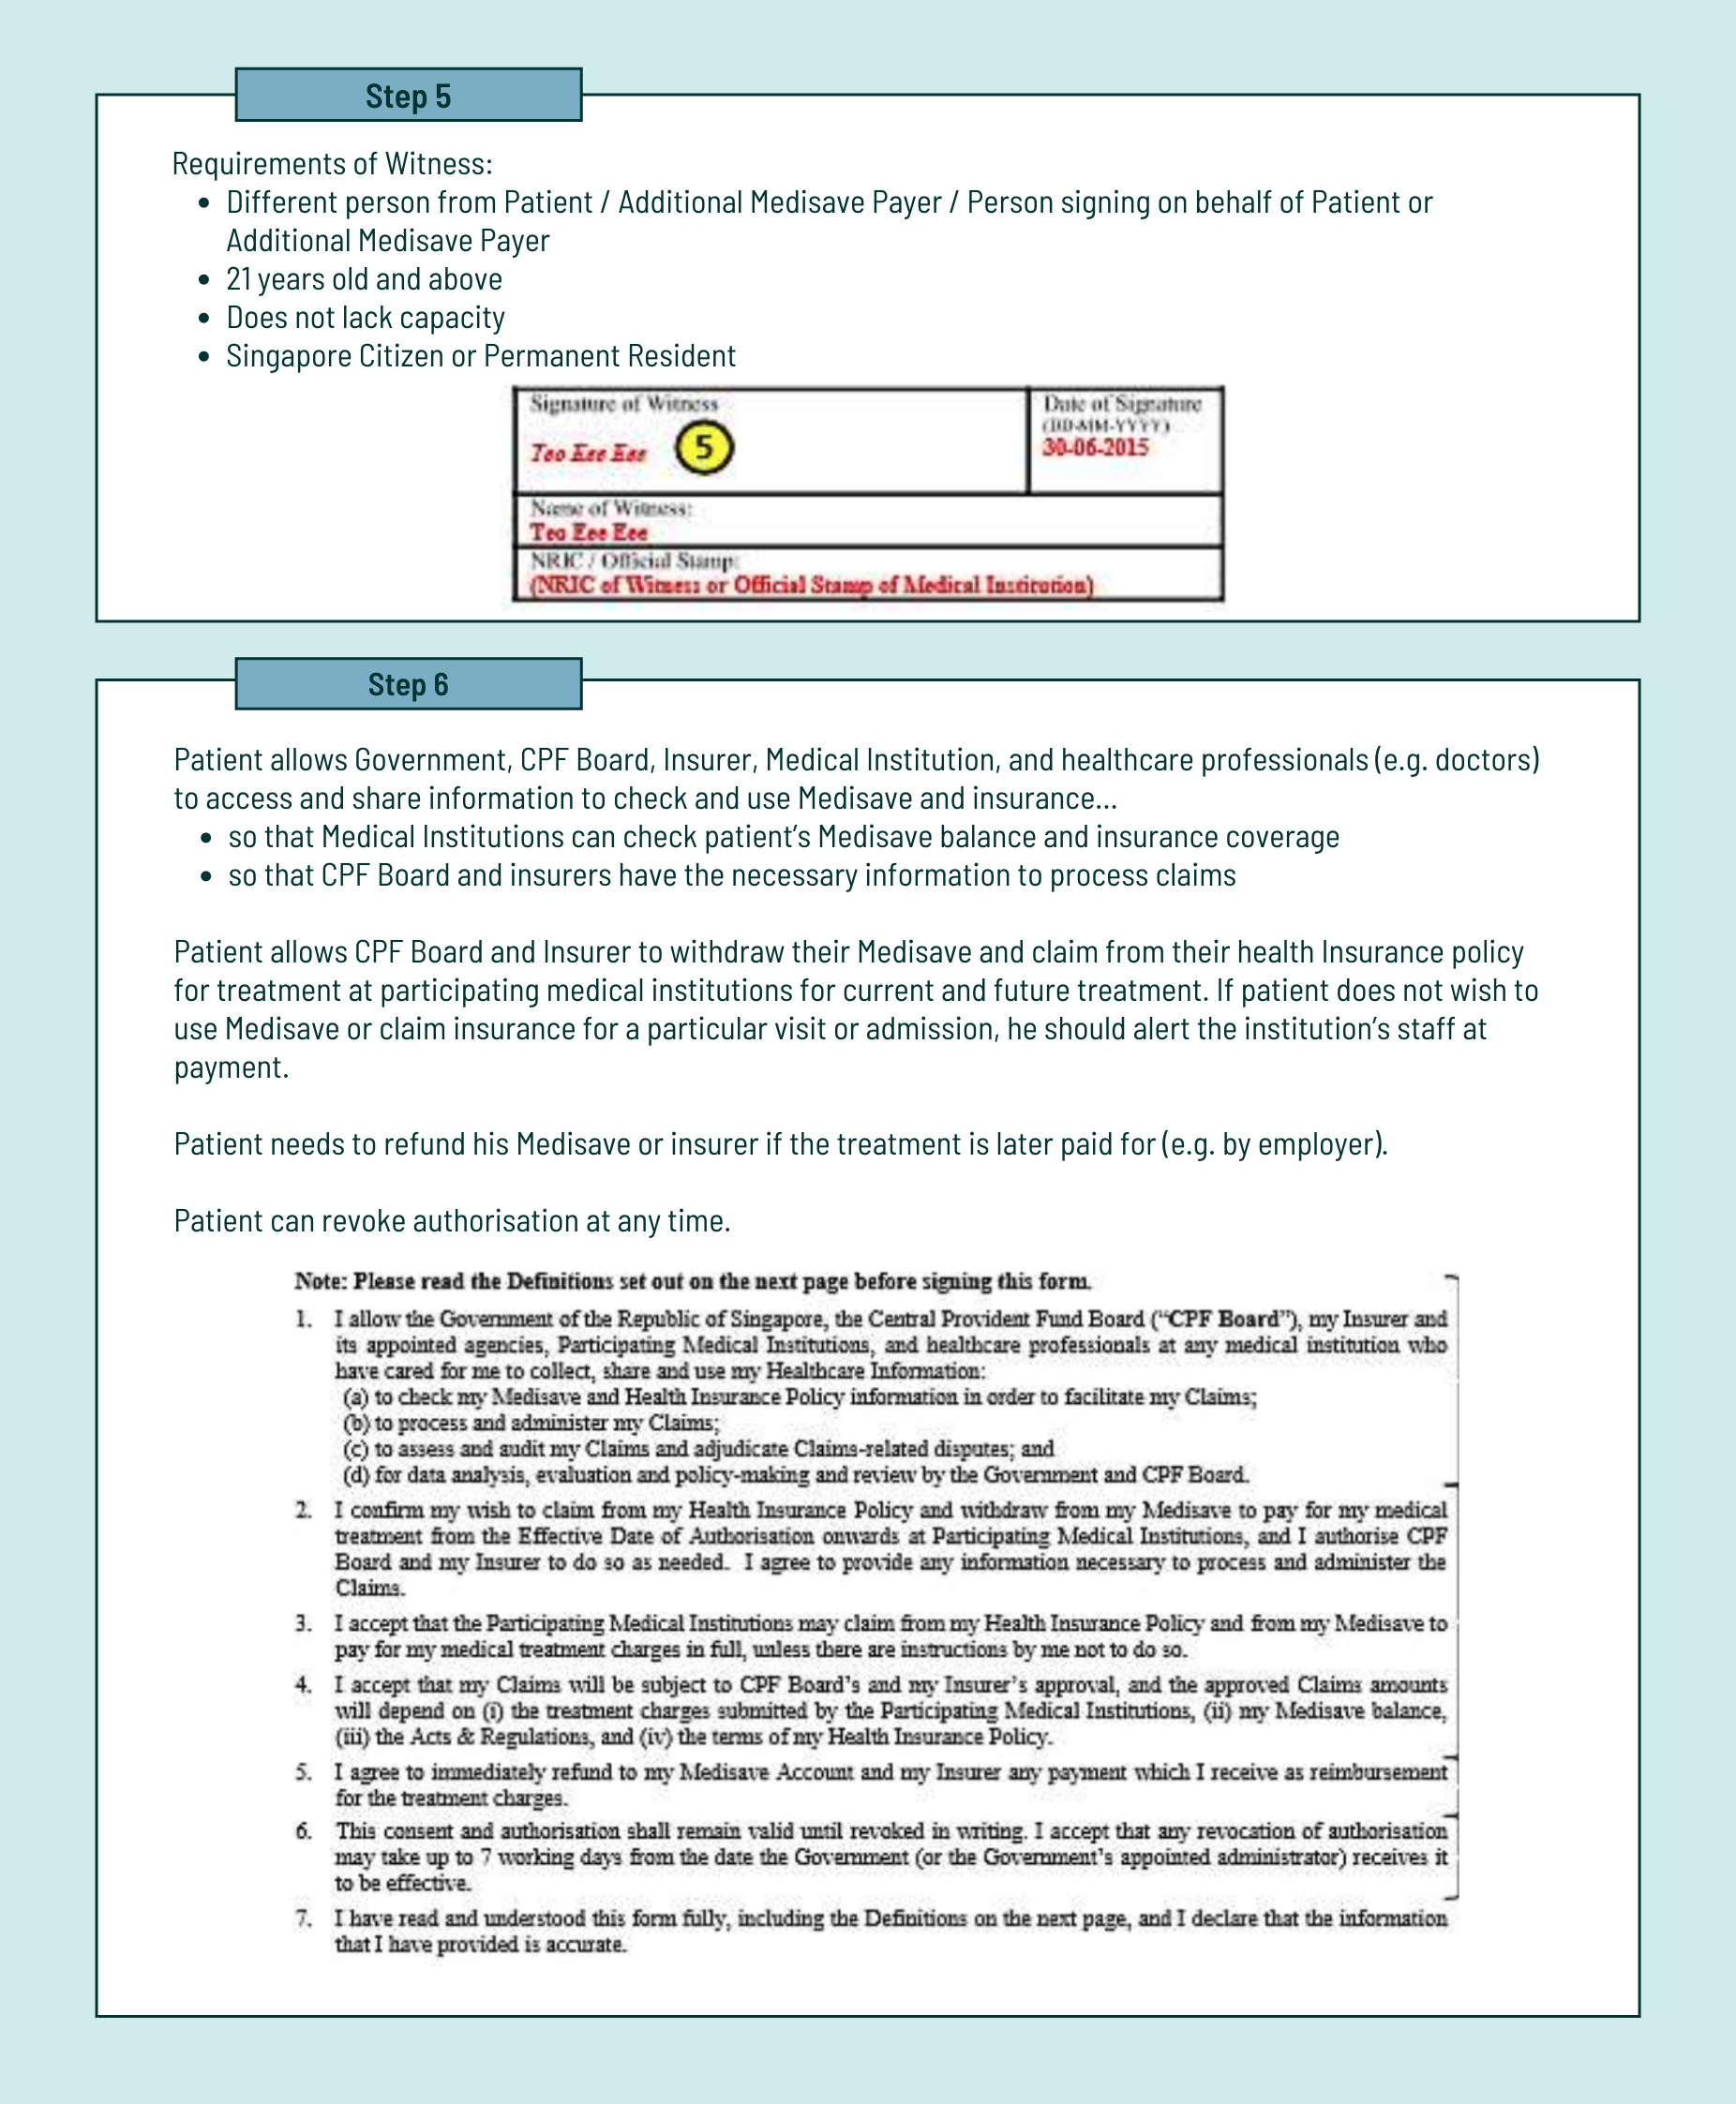 Step 5
Requirements of Witness:
• Different person from Patient / Additional Medisave Payer / Person signing on behalf of Patient or
Additional Medisave Payer
• 21 years old and above
• Does not lack capacity
• Singapore Citizen or Permanent Resident
Signature of Witness
Teo Eee Eee
5
Date of Signature
(DD-MM-YYYY)
30-06-2015
Name of Witness:
Teo Eee Eee
NRIC / Official Stamp:
(NRIC of Witness or Official Stamp of Medical Institution)
Step 6
Patient allows Government, CPF Board, Insurer, Medical Institution, and healthcare professionals (e.g. doctors)
to access and share information to check and use Medisave and insurance...
• so that Medical Institutions can check patient’s Medisave balance and insurance coverage
• so that CPF Board and insurers have the necessary information to process claims
Patient allows CPF Board and Insurer to withdraw their Medisave and claim from their health Insurance policy
for treatment at participating medical institutions for current and future treatment. If patient does not wish to
use Medisave or claim insurance for a particular visit or admission, he should alert the institution’s staff at
payment.
Patient needs to refund his Medisave or insurer if the treatment is later paid for (e.g. by employer).
Patient can revoke authorisation at any time.
Note: Please read the Definitions set out on the next page before signing this form.
1. I allow the Government of the Republic of Singapore, the Central Provident Fund Board (“CPF Board”), my Insurer and
its appointed agencies, Participating Medical Institutions, and healthcare professionals at any medical institution who
have cared for me to collect, share and use my Healthcare Information:
(a) to check my Medisave and Health Insurance Policy information in order to facilitate my Claims;
(b) to process and administer my Claims;
(c) to assess and audit my Claims and adjudicate Claims-related disputes; and
(d) for data analysis, evaluation and policy-making and review by the Government and CPF Board.
2. I confirm my wish to claim from my Health Insurance Policy and withdraw from my Medisave to pay for my medical
treatment from the Effective Date of Authorisation onwards at Participating Medical Institutions, and I authorise CPF
Board and my Insurer to do so as needed. I agree to provide any information necessary to process and administer the
Claims.
3. I accept that the Participating Medical Institutions may claim from my Health Insurance Policy and from my Medisave to
pay for my medical treatment charges in full, unless there are instructions by me not to do so.
4. I accept that my Claims will be subject to CPF Board’s and my Insurer’s approval, and the approved Claims amounts
will depend on (i) the treatment charges submitted by the Participating Medical Institutions, (ii) my Medisave balance,
(iii) the Acts & Regulations, and (iv) the terms of my Health Insurance Policy.
5. I agree to immediately refund to my Medisave Account and my Insurer any payment which I receive as reimbursement
for the treatment charges.
6. This consent and authorisation shall remain valid until revoked in writing. I accept that any revocation of authorisation
may take up to 7 working days from the date the Government (or the Government’s appointed administrator) receives it
to be effective.
7. I have read and understood this form fully, including the Definitions on the next page, and I declare that the information
that I have provided is accurate.